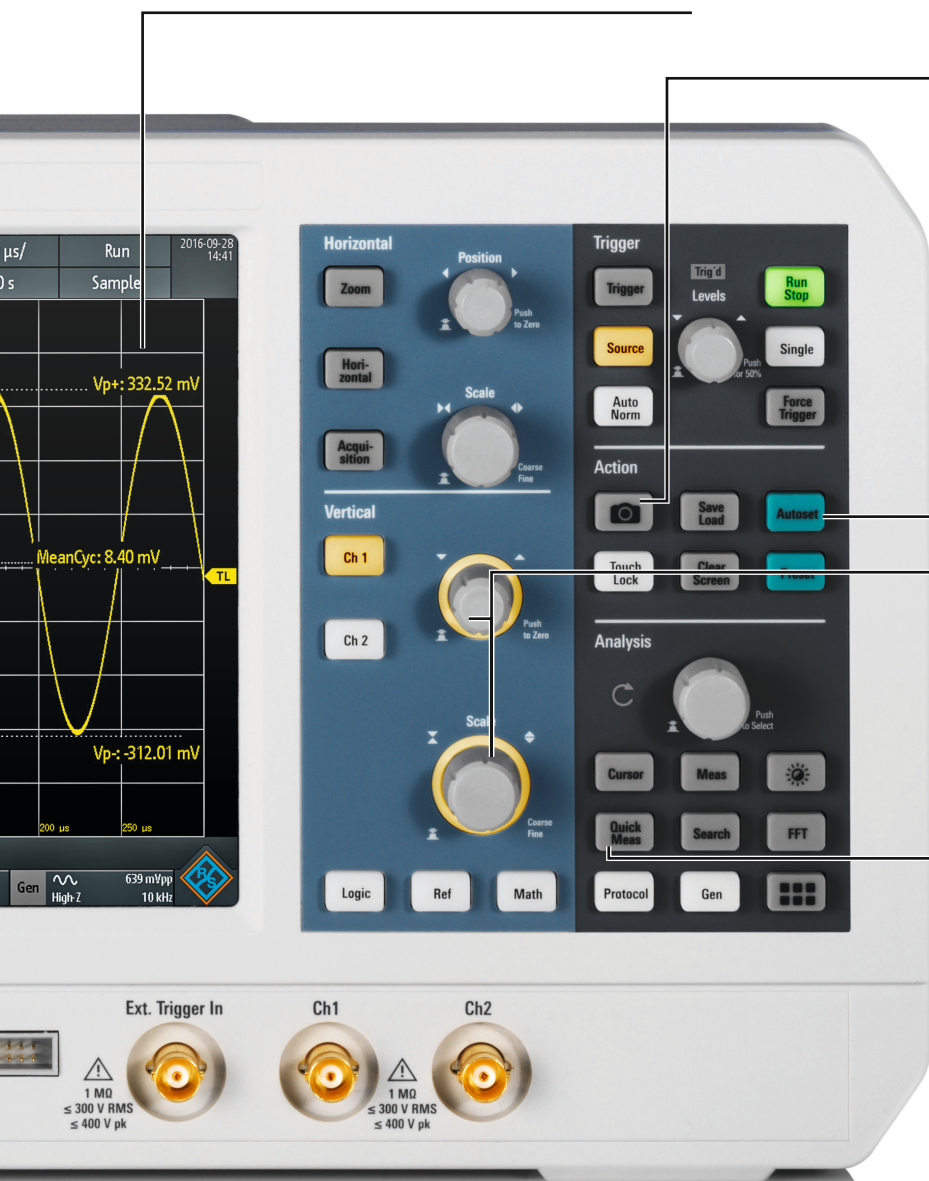 µs/
Run
2016-09-28
14:41
0 s
Sample
Vp+: 332.52 mV
MeanCyc: 8.40 mV
TL
Vp-: -312.01 mV
200 µs
250 µs
Gen
High-Z
639 mVpp
10 kHz
R&S
Horizontal
Position
Zoom
Push
to Zero
Hori-
zontal
Scale
Acqui-
sition
Coarse
Fine
Vertical
Ch 1
Push
to Zero
Ch 2
Scale
Coarse
Fine
Logic
Ref
Math
Trigger
Trigger
Trig'd
Levels
Run
Stop
Source
Push
for 50%
Single
Auto
Norm
Force
Trigger
Action
Save
Load
Autoset
Touch
Lock
Clear
Screen
Preset
Analysis
Push
to Select
Cursor
Meas
Quick
Meas
Search
FFT
Protocol
Gen
Ext. Trigger In
Ch1
Ch2
1 MΩ
≤ 300 V RMS
≤ 400 V pk
1 MΩ
≤ 300 V RMS
≤ 400 V pk